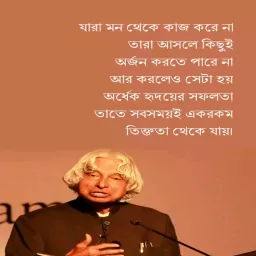 যারা মন থেকে কাজ করে না
তারা আসলে কিছুই
অর্জন করতে পারে না
আর করলেও সেটা হয়
অর্ধেক হৃদয়ের সফলতা
তাতে সবসময়ই একরকম
তিক্ততা থেকে যায়।